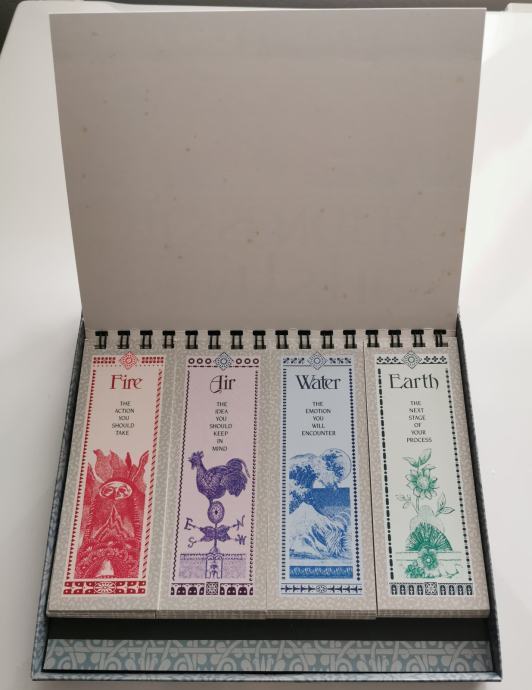 Fire
THE
ACTION
YOU
SHOULD
TAKE
Air
THE
IDEA
YOU
SHOULD
KEEP
IN
MIND
E
N
S
W
Water
THE
EMOTION
YOU
WILL
ENCOUNTER
Earth
THE
NEXT
STAGE
OF
YOUR
PROCESS